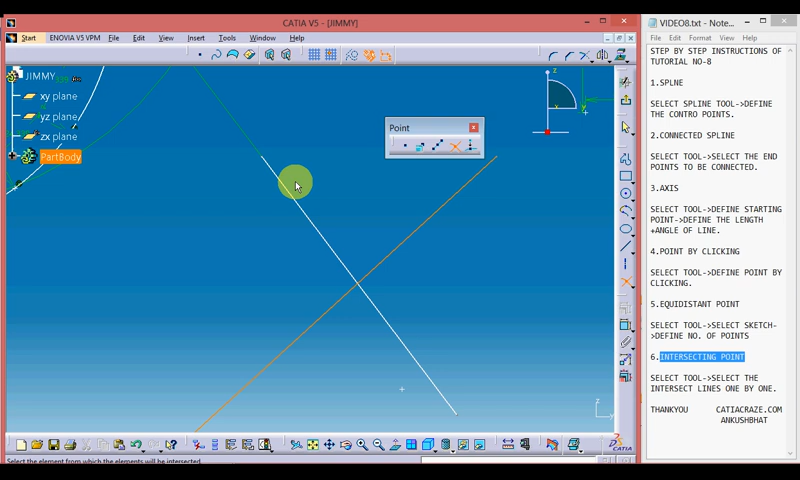 CATIA V5 - [JIMMY]
Start ENOVIA V5 VPM File Edit View Insert Tools Window Help
JIMMY
xy plane
yz plane
zx plane
PartBody
Point
z
y
z
y
Select the element from which the elements will be intersected.
CATIA
VIDEO8.txt - Note...
File Edit Format View Help
STEP BY STEP INSTRUCTIONS OF
TUTORIAL NO-8
1.SPLNE
SELECT SPLINE TOOL->DEFINE
THE CONTRO POINTS.
2.CONNECTED SPLINE
SELECT TOOL->SELECT THE END
POINTS TO BE CONNECTED.
3.AXIS
SELECT TOOL->DEFINE STARTING
POINT->DEFINE THE LENGTH
+ANGLE OF LINE.
4.POINT BY CLICKING
SELECT TOOL->DEFINE POINT BY
CLICKING.
5.EQUIDISTANT POINT
SELECT TOOL->SELECT SKETCH-
>DEFINE NO. OF POINTS
6.INTERSECTING POINT
SELECT TOOL->SELECT THE
INTERSECT LINES ONE BY ONE.
THANKYOU CATIACRAZE.COM
ANKUSHBHAT